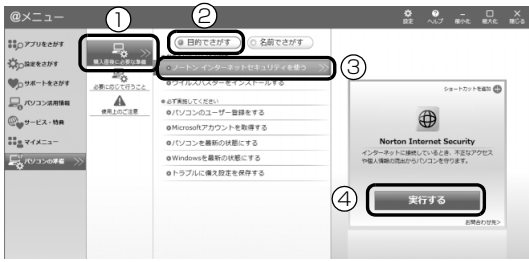 @メニュー
設定
ヘルプ
最小化
最大化
閉じる
アプリをさがす
設定をさがす
サポートをさがす
パソコン活用情報
サービス・特典
マイメニュー
パソコンの準備
①
購入直後に必要な準備
必要に応じて行うこと
使用上のご注意
②
目的でさがす
名前でさがす
③
ノートン インターネットセキュリティを使う
ウイルスバスターをインストールする
●必ず実施してください
パソコンのユーザー登録をする
Microsoftアカウントを取得する
パソコンを最新の状態にする
Windowsを最新の状態にする
トラブルに備え設定を保存する
ショートカットを追加
Norton Internet Security
インターネットに接続しているとき、不正なアクセス
や個人情報の流出からパソコンを守ります。
④
実行する
お問合わせ先>